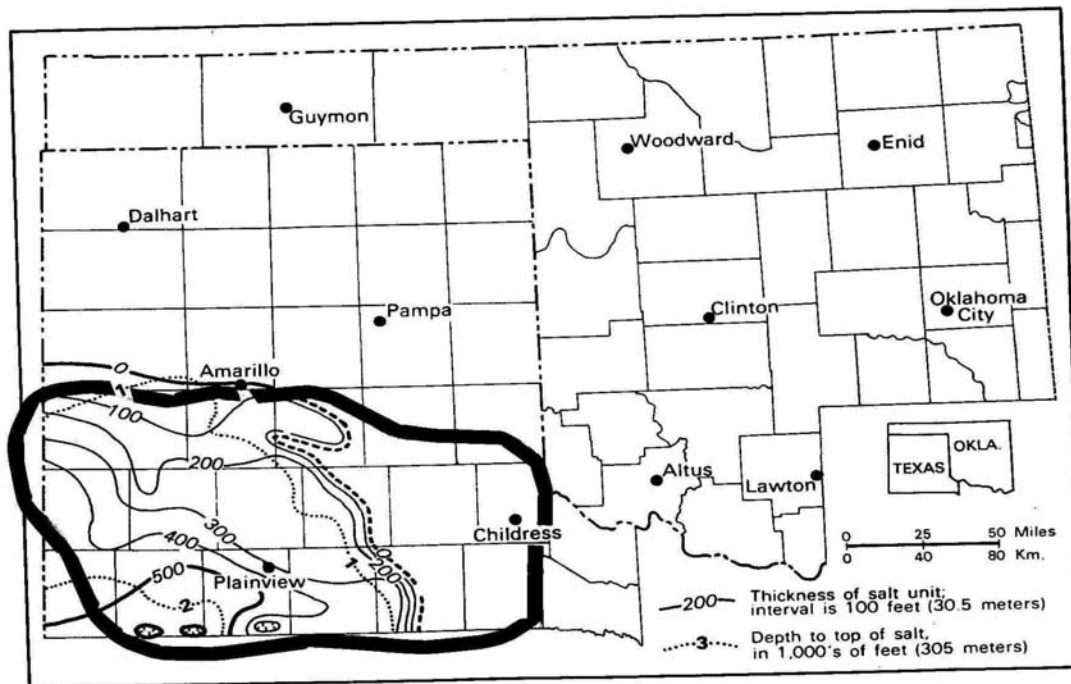 Guymon
Woodward
Enid
Dalhart
Pampa
Clinton
Oklahoma
City
0
Amarillo
1
100
200
300
400
500
Altus
Lawton
Childress
Plainview
1
0
200
2
TEXAS
OKLA.
0 25 50 Miles
0 40 80 Km.
200 Thickness of salt unit;
interval is 100 feet (30.5 meters)
3 Depth to top of salt,
in 1,000's of feet (305 meters)